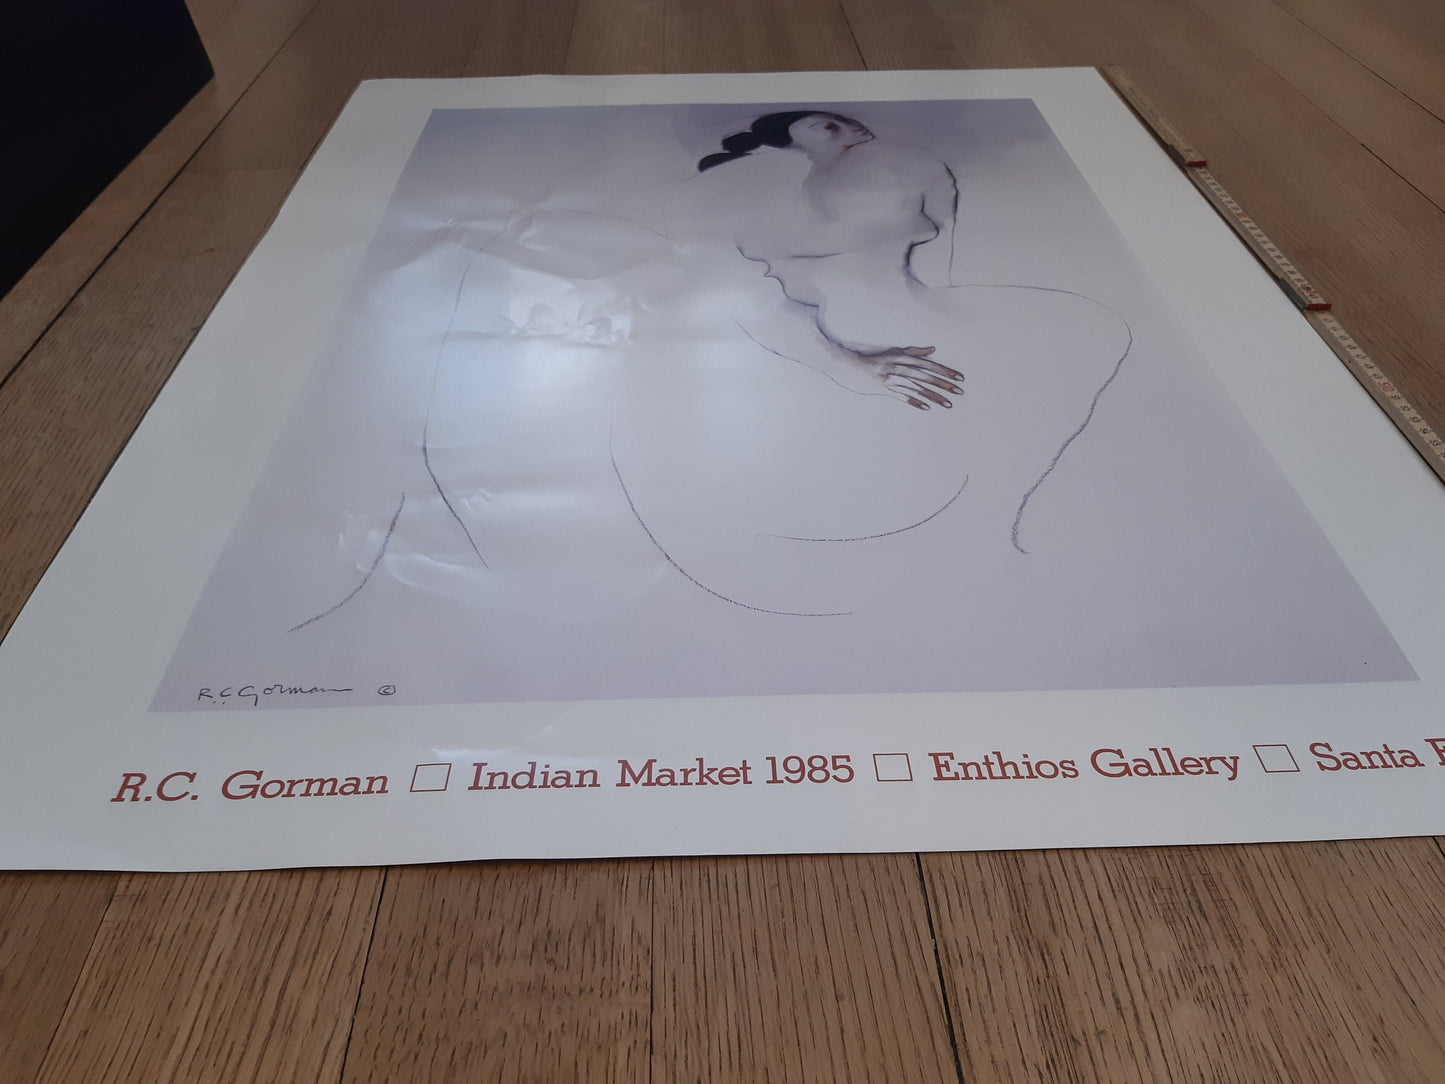 R.C. Gorman ©
R.C. Gorman □ Indian Market 1985 □ Enthios Gallery □ Santa F